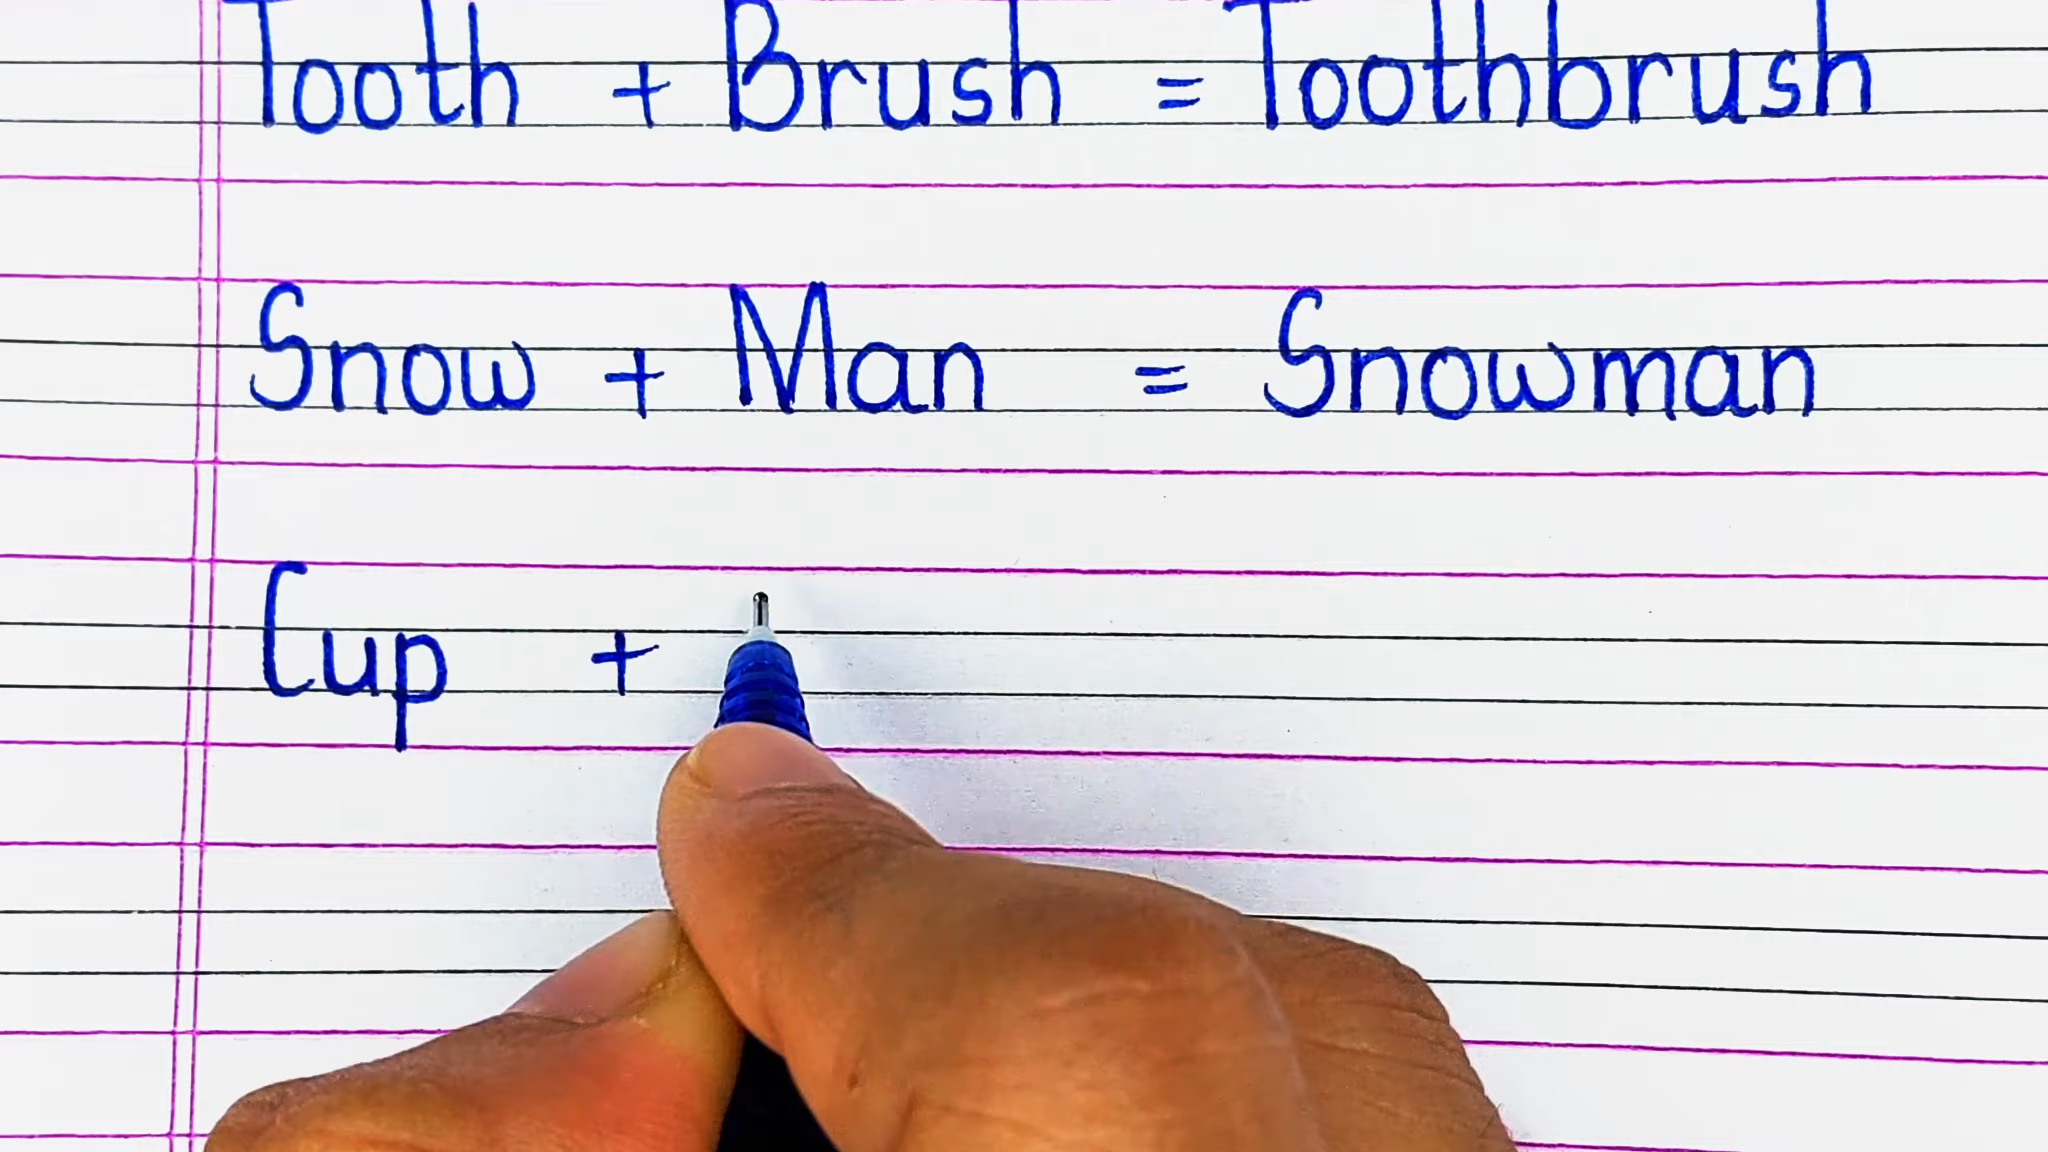 Tooth + Brush = Toothbrush
Snow + Man = Snowman
Cup +